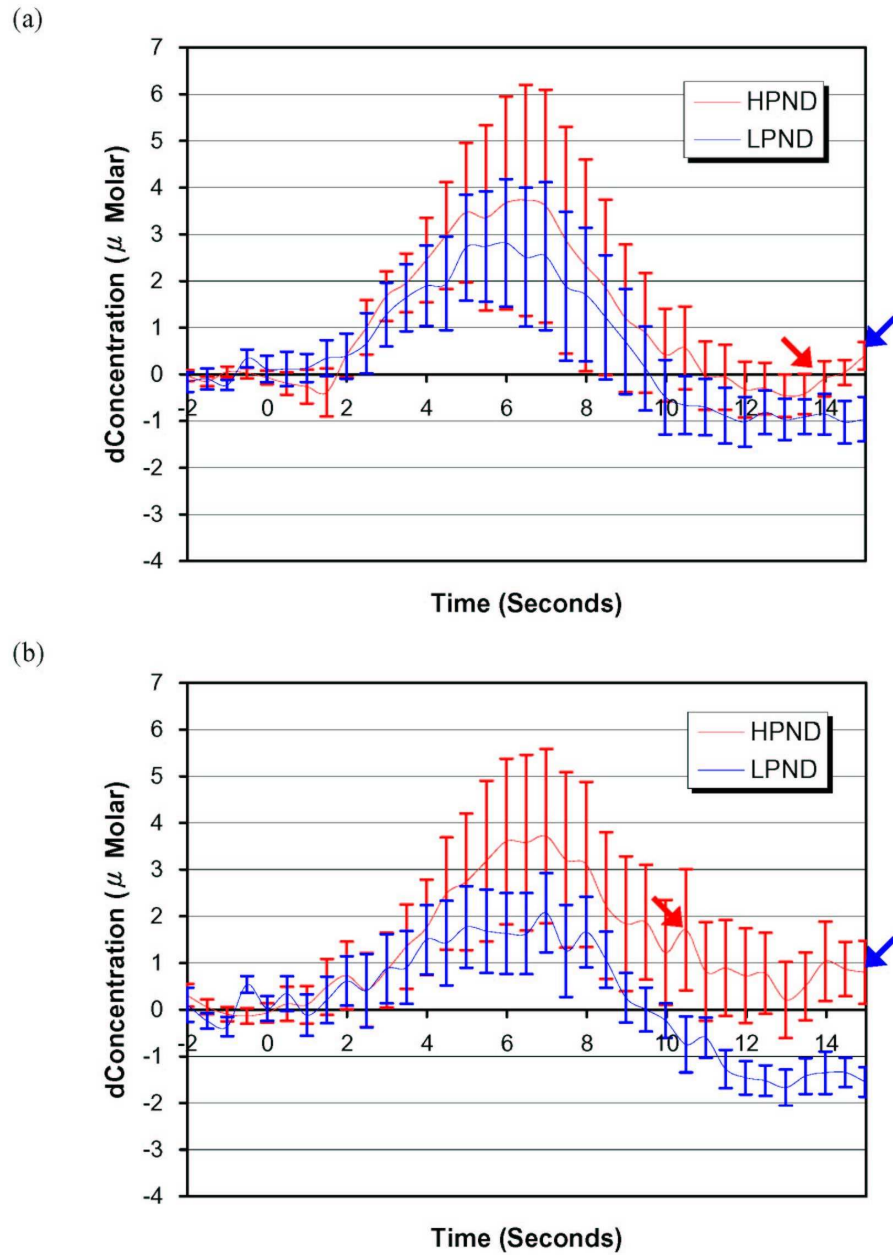 (a)
7
6
5
4
3
2
1
0
-1
-2
-3
-4
-2 0 2 4 6 8 10 12 14
dConcentration (μ Molar)
Time (Seconds)
HPND
LPND
(b)
7
6
5
4
3
2
1
0
-1
-2
-3
-4
-2 0 2 4 6 8 10 12 14
dConcentration (μ Molar)
Time (Seconds)
HPND
LPND